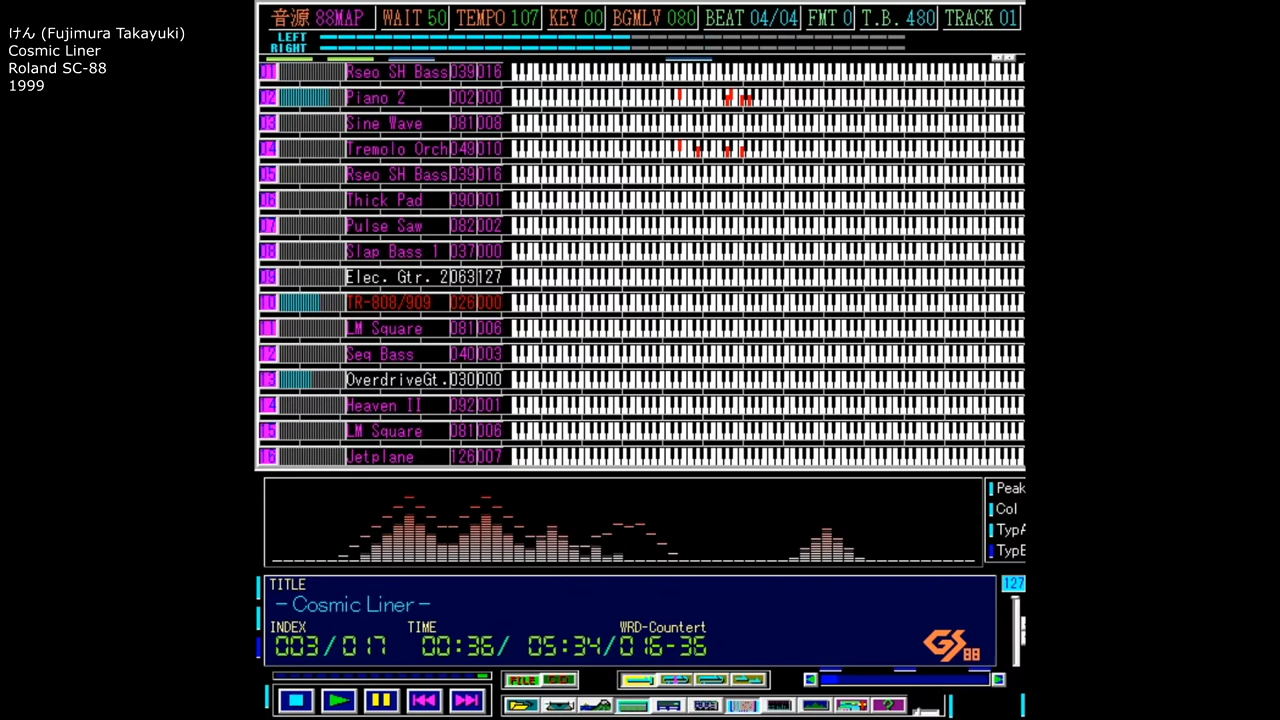 けん (Fujimura Takayuki)
Cosmic Liner
Roland SC-88
1999
音源 88MAP WAIT 50 TEMPO 107 KEY 00 BGMLV 080 BEAT 04/04 FMT 0 T.B. 480 TRACK 01
LEFT
RIGHT
01 Rseo SH Bass 039 016
02 Piano 2 002 000
03 Sine Wave 081 008
04 Tremolo Orch 049 010
05 Rseo SH Bass 039 016
06 Thick Pad 090 001
07 Pulse Saw 082 002
08 Slap Bass 1 037 000
09 Elec. Gtr. 2 063 127
10 TR-808/909 026 000
11 LM Square 081 006
12 Seq Bass 040 003
13 OverdriveGt. 030 000
14 Heaven II 092 001
15 LM Square 081 006
16 Jetplane 126 007
Peak
Col
TypA
TypB
TITLE
-Cosmic Liner-
127
INDEX TIME WRD-Countert
003/017 00:36/ 05:34/016-36
GS 88
FILE
?